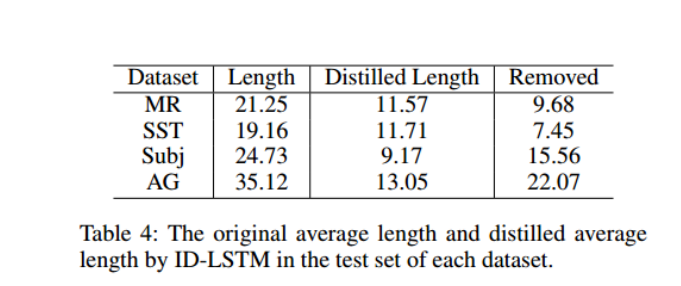 Dataset Length Distilled Length Removed
MR 21.25 11.57 9.68
SST 19.16 11.71 7.45
Subj 24.73 9.17 15.56
AG 35.12 13.05 22.07
Table 4: The original average length and distilled average
length by ID-LSTM in the test set of each dataset.